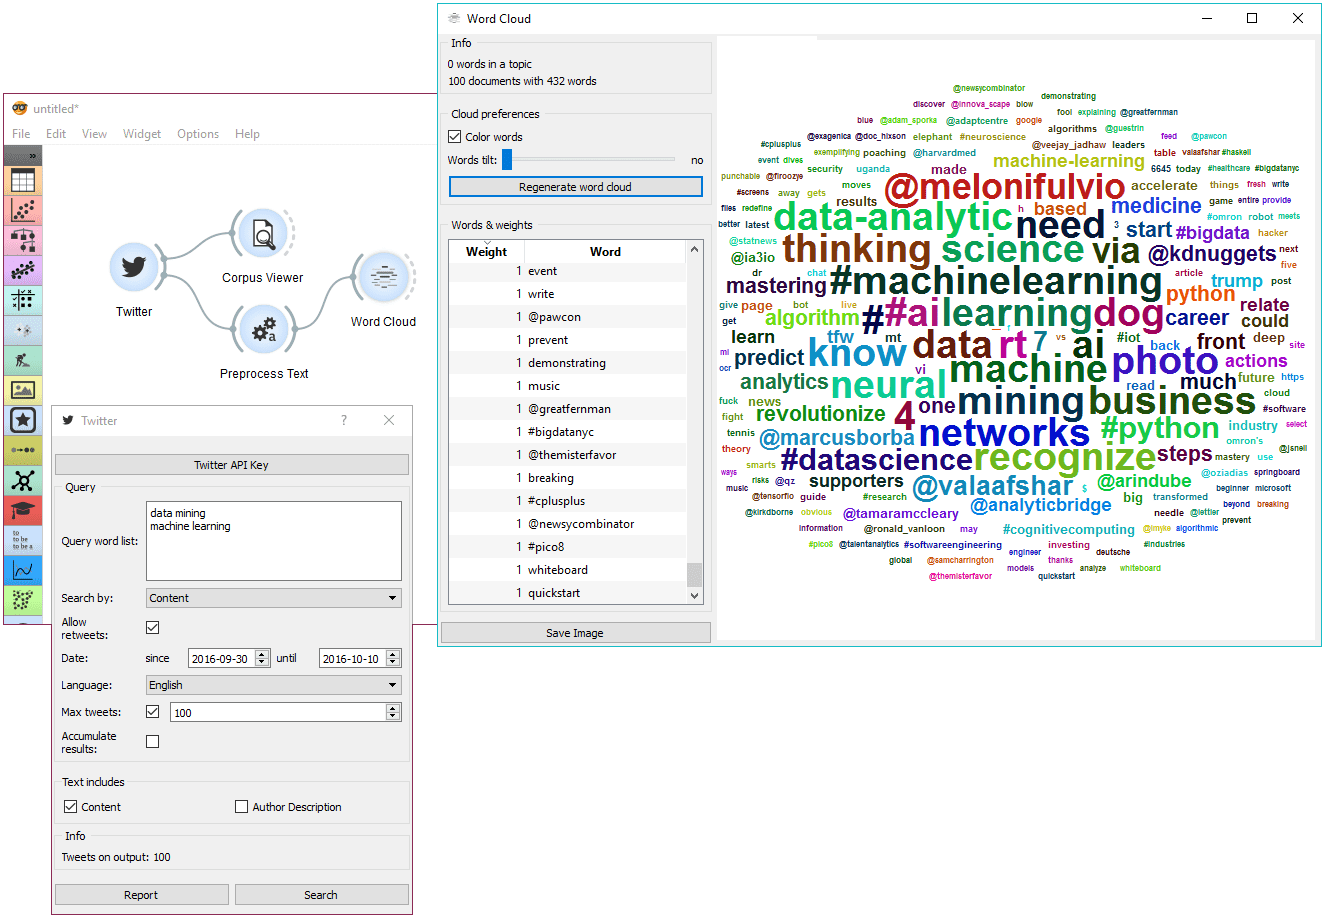 Word Cloud
Info
0 words in a topic
100 documents with 432 words
Cloud preferences
Color words
Words tilt:
no
Regenerate word cloud
Words & weights
Weight Word
1 event
1 write
1 @pawcon
1 prevent
1 demonstrating
1 music
1 @greatfernman
1 #bigdatanyc
1 @themisterfavor
1 breaking
1 #cplusplus
1 @newsycombinator
1 #pico8
1 whiteboard
1 quickstart
Save Image
@newsycombinator demonstrating
discover @innova_scape blow fool explaining @greatfernman
blue @adam_sporka @adaptcentre google algorithms @guestrin
#cplusplus @exagenica @doc_hixson elephant #neuroscience @veejay_jadhaw leaders feed @pawcon
event dives exemplifying poaching @harvardmed machine-learning table valaafshar #haskell
punchable @firoozye security uganda made 6645 today #healthcare #bigdatanyc
#screens away gets moves @melonifulvio accelerate things fresh write
files redefine results data-analytic h based medicine game entire provide
better latest need 3 start #bigdata #omron robot meets
@statnews thinking science via @kdnuggets hacker
@ia3io next
dr chat #machinelearning article five
mastering python trump post
give page bot live # #ai learning dog career relate
get algorithm could
learn tfw mt data rt 7 vs ai #iot back front deep site
mi predict know vi machine photo actions
ocr analytics neural read much future https
fuck news one mining business cloud
fight revolutionize 4 #software
tennis @marcusborba networks #python industry select
theory #datascience recognize steps omron's @jsnell
ways smarts supporters @valaafshar $ @arindube mastery use
music risks @qz @oziadias springboard
@tensorflo guide #research @analyticbridge big transformed beginner microsoft
@kirkdborne obvious @tamaramccleary needle @lettier beyond breaking
information @ronald_vanloon may #cognitivecomputing algorithmic prevent
#pico8 @talentanalytics #softwareengineering engineer investing deutsche #industries
global @samcharrington thanks
@themisterfavor models quickstart analyze whiteboard
untitled*
File Edit View Widget Options Help
»
Twitter
Corpus Viewer
Preprocess Text
Word Cloud
to
to be
to be a
Twitter
?
Twitter API Key
Query
Query word list:
data mining
machine learning
Search by: Content
Allow
retweets:
Date: since 2016-09-30 until 2016-10-10
Language: English
Max tweets: 100
Accumulate
results:
Text includes
Content Author Description
Info
Tweets on output: 100
Report Search